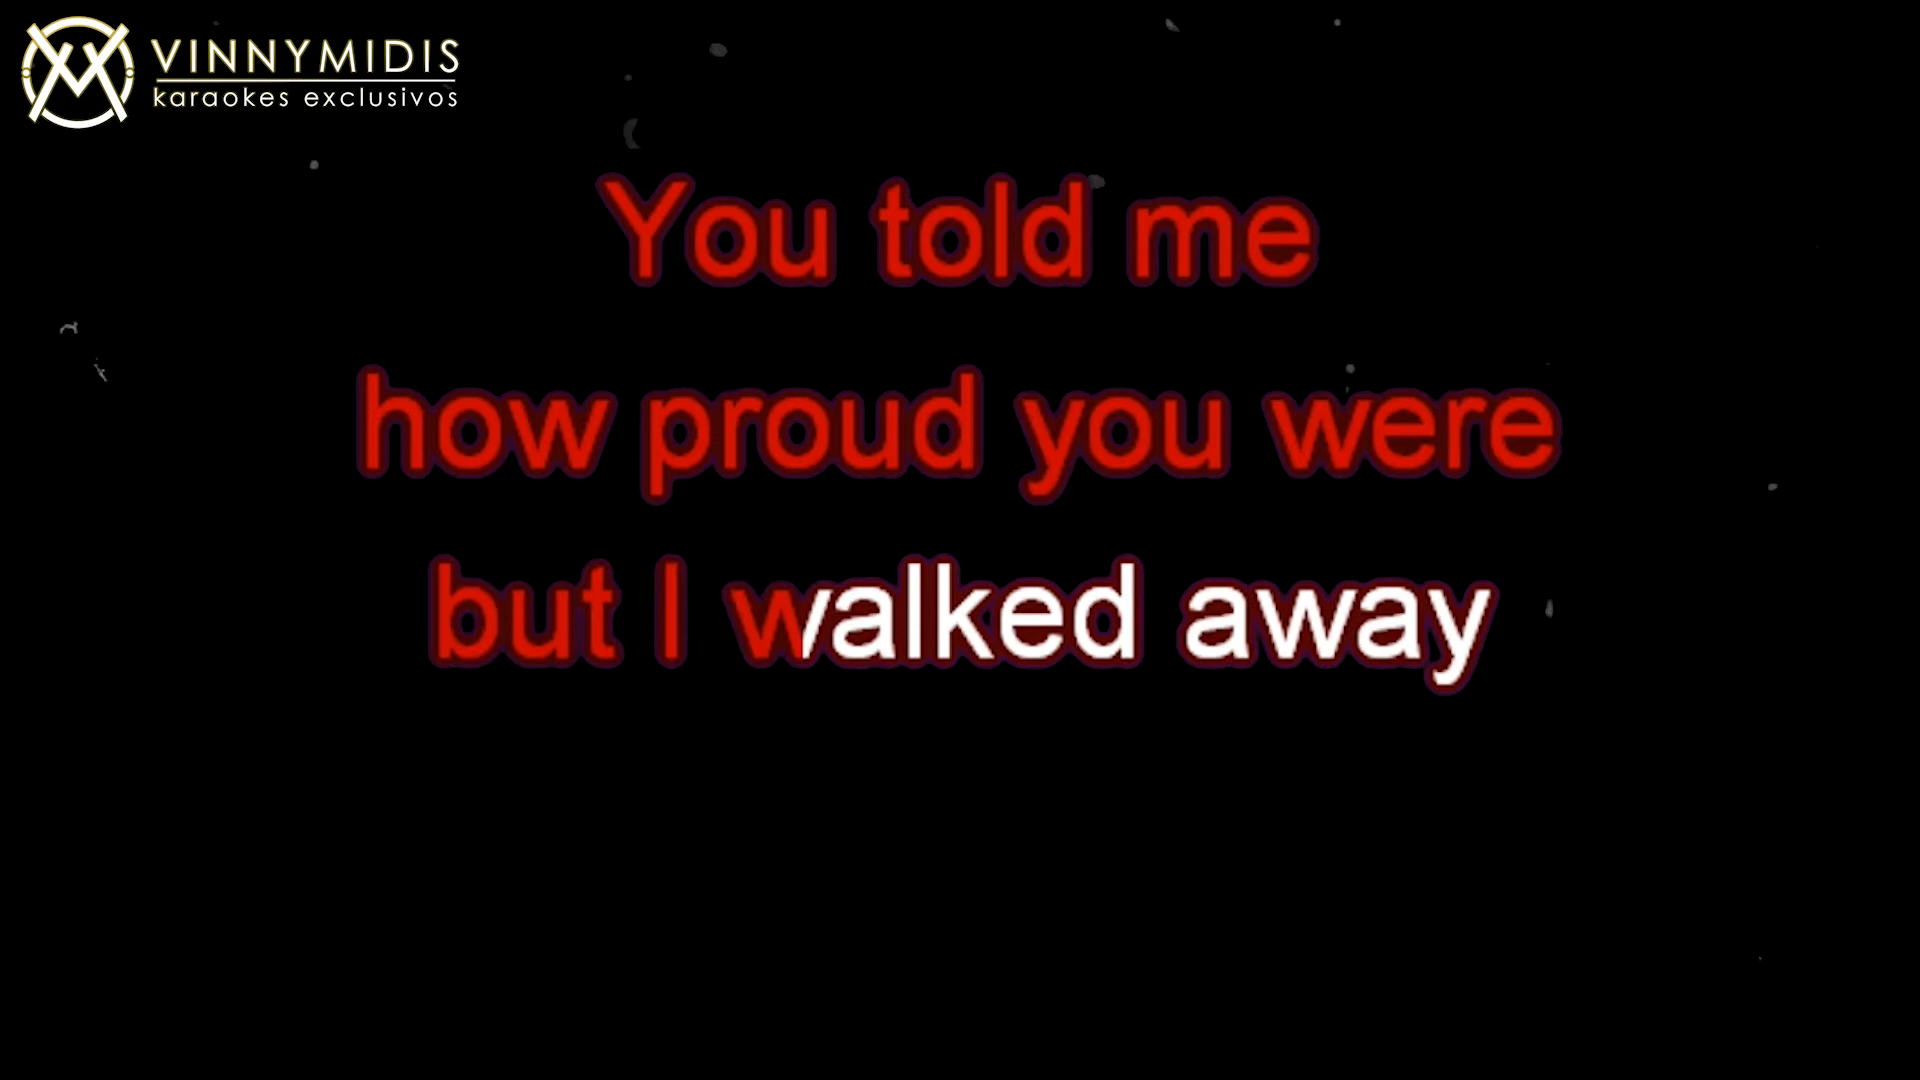 VINNYMIDIS
karaokes exclusivos
You told me
how proud you were
but I walked away